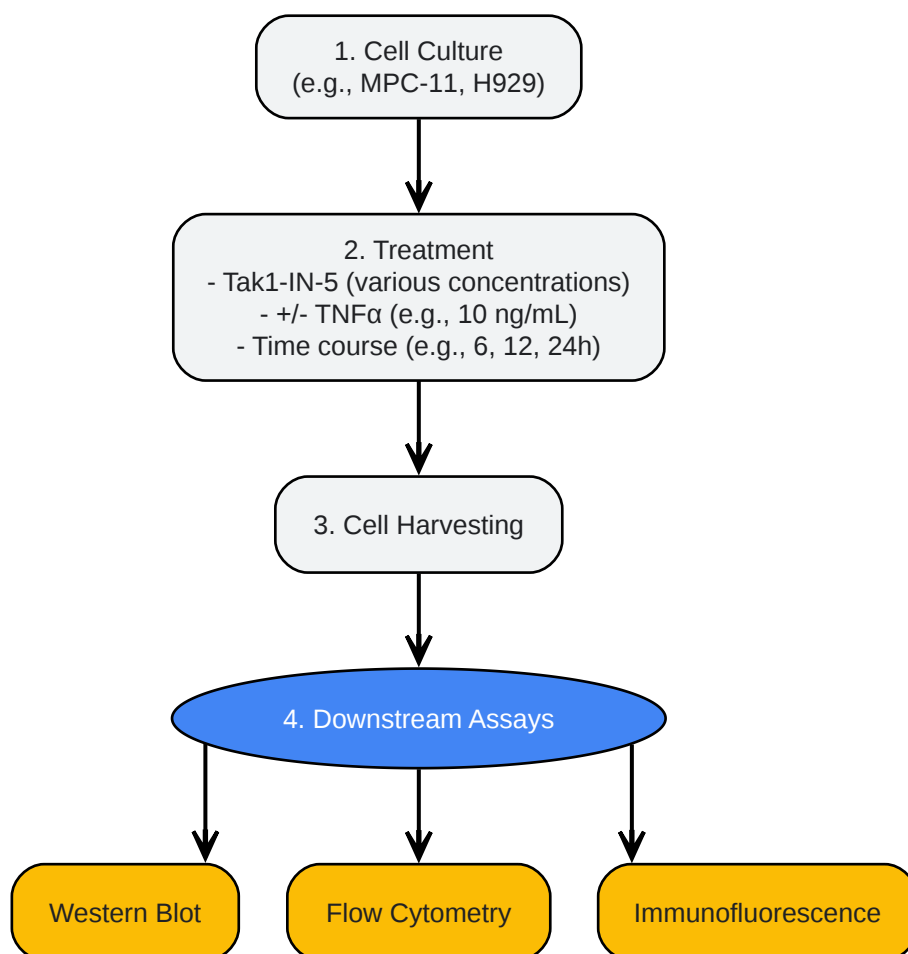 1. Cell Culture
(e.g., MPC-11, H929)
2. Treatment
- Tak1-IN-5 (various concentrations)
- +/- TNFα (e.g., 10 ng/mL)
- Time course (e.g., 6, 12, 24h)
3. Cell Harvesting
4. Downstream Assays
Western Blot
Flow Cytometry
Immunofluorescence